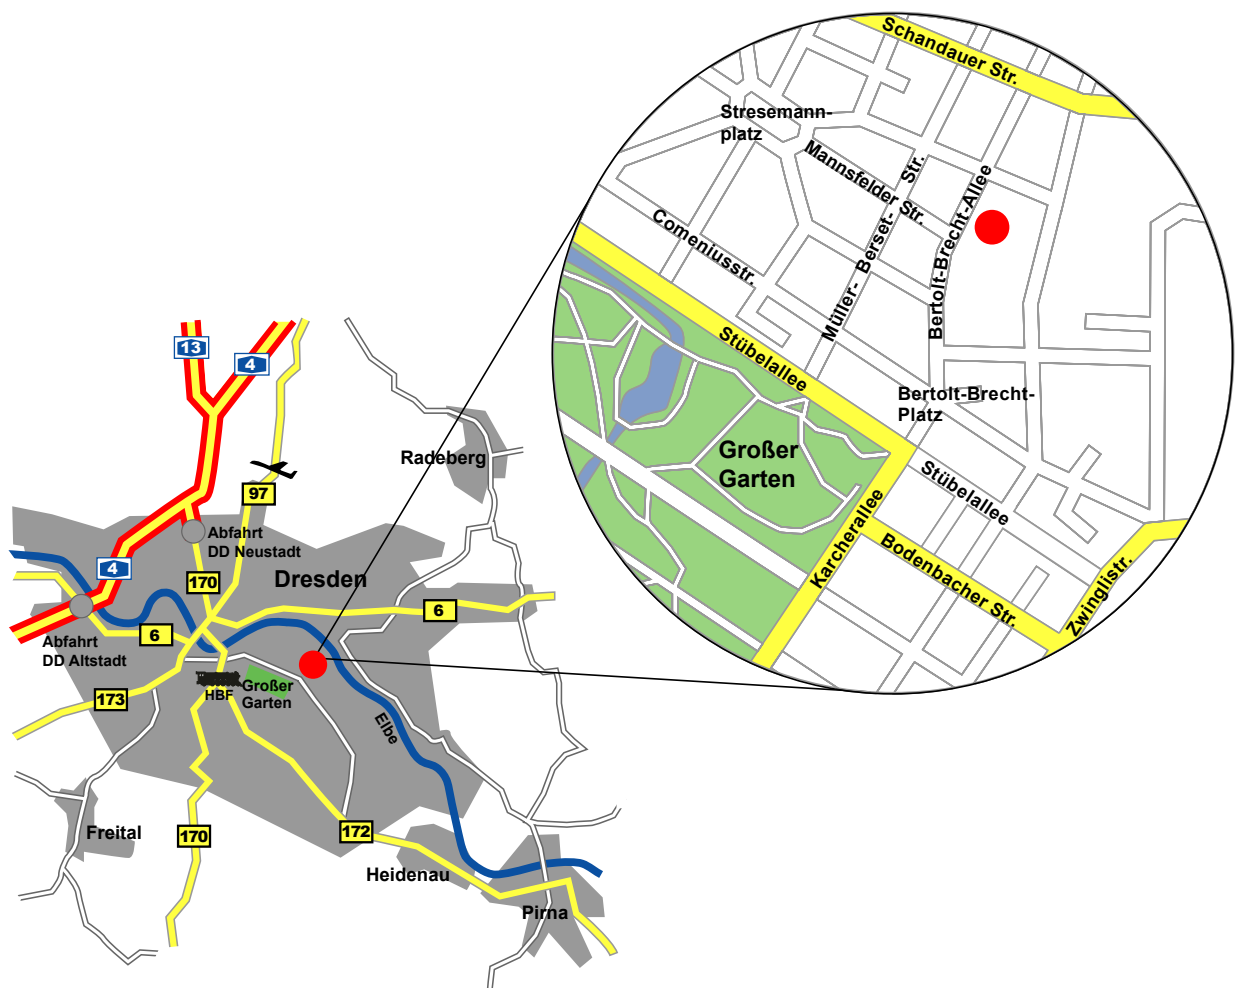 Schandauer Str.
Stresemann-
platz
Mannsfelder Str.
Müller- Berset- Str.
Bertolt-Brecht-Allee
Comeniusstr.
Stübelallee
Bertolt-Brecht-
Platz
Großer
Garten
Stübelallee
Karcherallee
Bodenbacher Str.
Zwinglistr.
13
4
Radeberg
97
Abfahrt
DD Neustadt
4
170
Dresden
6
6
Abfahrt
DD Altstadt
173
HBF
Großer
Garten
Elbe
170
172
Freital
Heidenau
Pirna